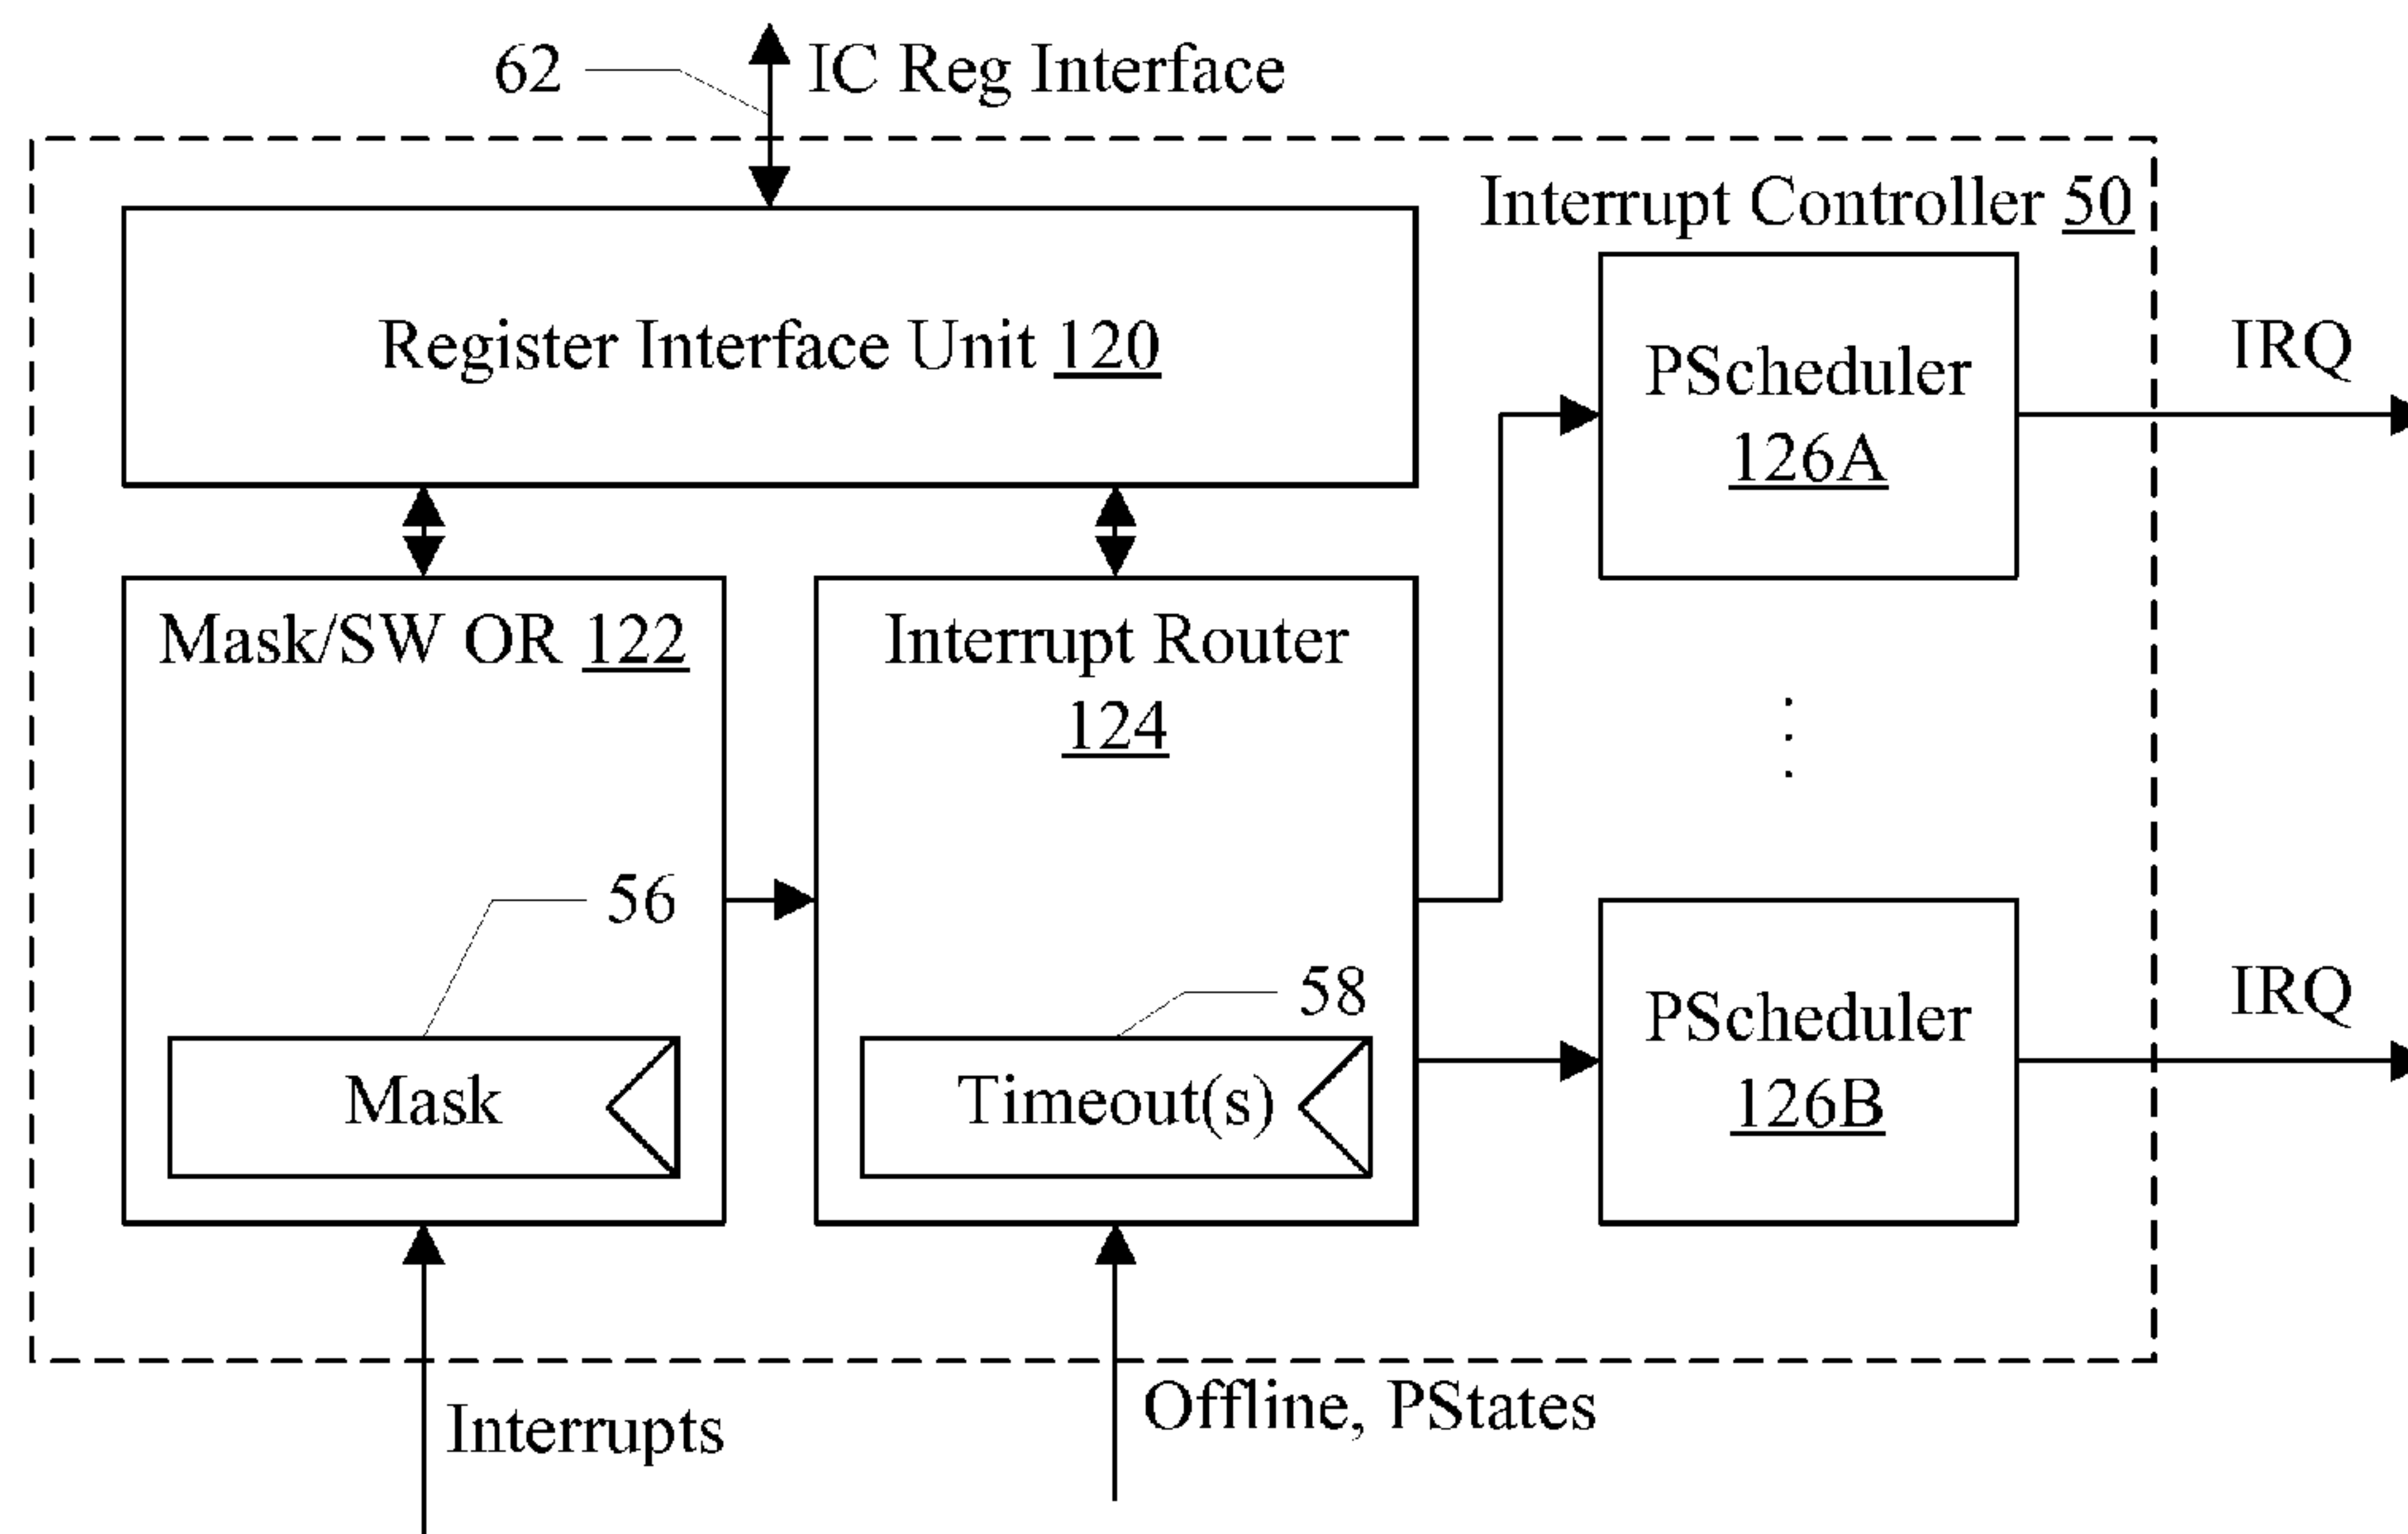 62
IC Reg Interface
Interrupt Controller 50
Register Interface Unit 120
PScheduler
126A
IRQ
Mask/SW OR 122
Interrupt Router
124
56
58
Mask
Timeout(s)
PScheduler
126B
IRQ
Interrupts
Offline, PStates